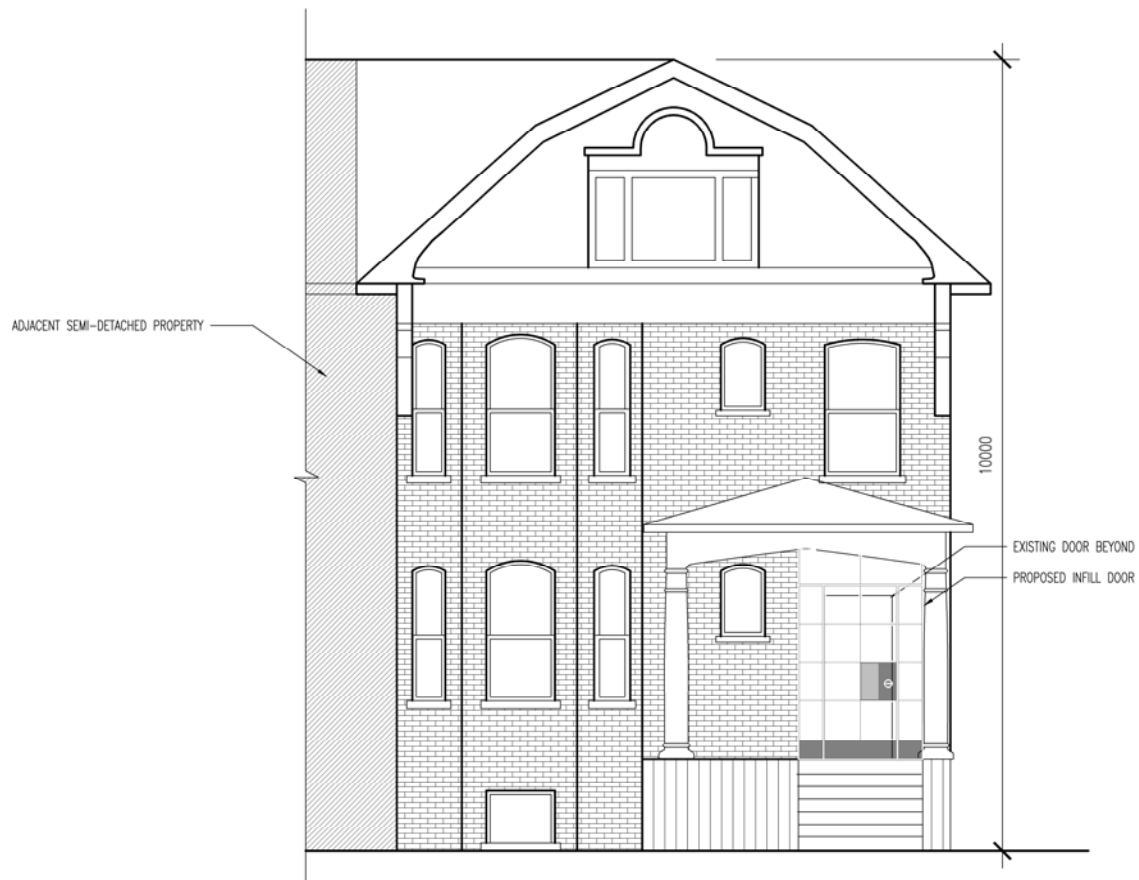 ADJACENT SEMI-DETACHED PROPERTY
10000
EXISTING DOOR BEYOND
PROPOSED INFILL DOOR